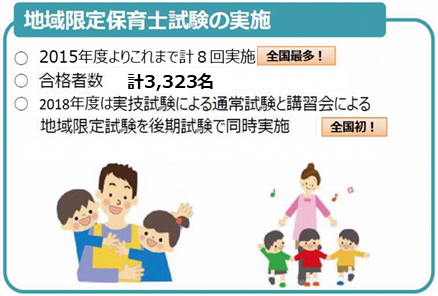 地域限定保育士試験の実施
○ 2015年度よりこれまで計８回実施 全国最多！
○ 合格者数 計3,323名
○ 2018年度は実技試験による通常試験と講習会による
地域限定試験を後期試験で同時実施 全国初！